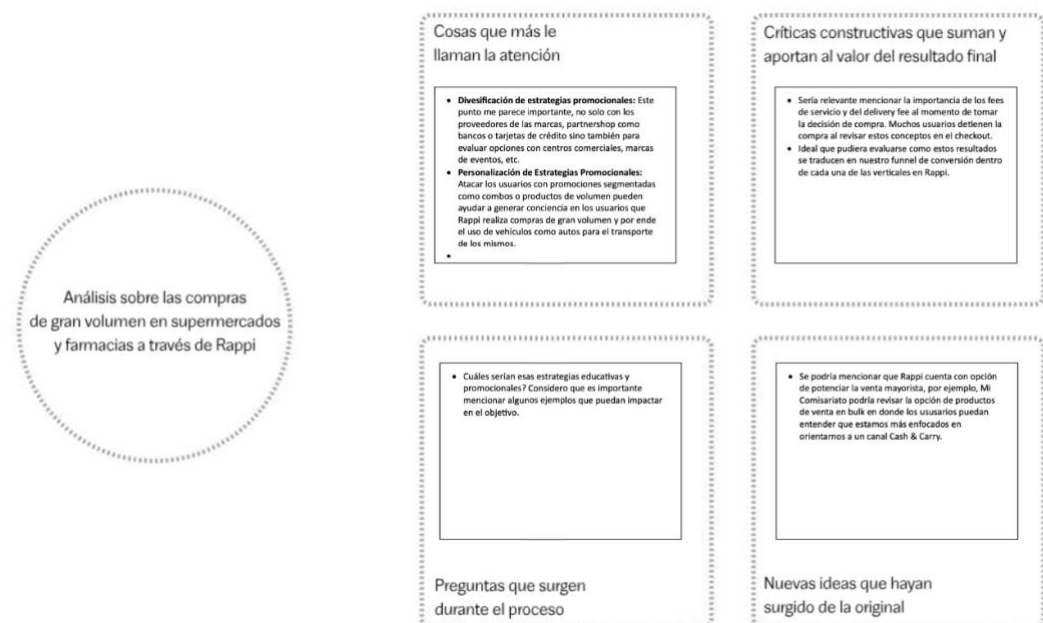 Análisis sobre las compras
de gran volumen en supermercados
y farmacias a través de Rappi
Cosas que más le
llaman la atención
• Divesificación de estrategias promocionales: Este
punto me parece importante, no solo con los
proveedores de las marcas, partnershop como
bancos o tarjetas de crédito sino también para
evaluar opciones con centros comerciales, marcas
de eventos, etc.
• Personalización de Estrategias Promocionales:
Atacar los usuarios con promociones segmentadas
como combos o productos de volumen pueden
ayudar a generar conciencia en los usuarios que
Rappi realiza compras de gran volumen y por ende
el uso de vehículos como autos para el transporte
de los mismos.
•
Críticas constructivas que suman y
aportan al valor del resultado final
• Sería relevante mencionar la importancia de los fees
de servicio y del delivery fee al momento de tomar
la decisión de compra. Muchos usuarios detienen la
compra al revisar estos conceptos en el checkout.
• Ideal que pudiera evaluarse como estos resultados
se traducen en nuestro funnel de conversión dentro
de cada una de las verticales en Rappi.
• Cuáles serían esas estrategias educativas y
promocionales? Considero que es importante
mencionar algunos ejemplos que puedan impactar
en el objetivo.
Preguntas que surgen
durante el proceso
• Se podría mencionar que Rappi cuenta con opción
de potenciar la venta mayorista, por ejemplo, Mi
Comisariato podría revisar la opción de productos
de venta en bulk en donde los ususarios puedan
entender que estamos más enfocados en
orientarnos a un canal Cash & Carry.
Nuevas ideas que hayan
surgido de la original